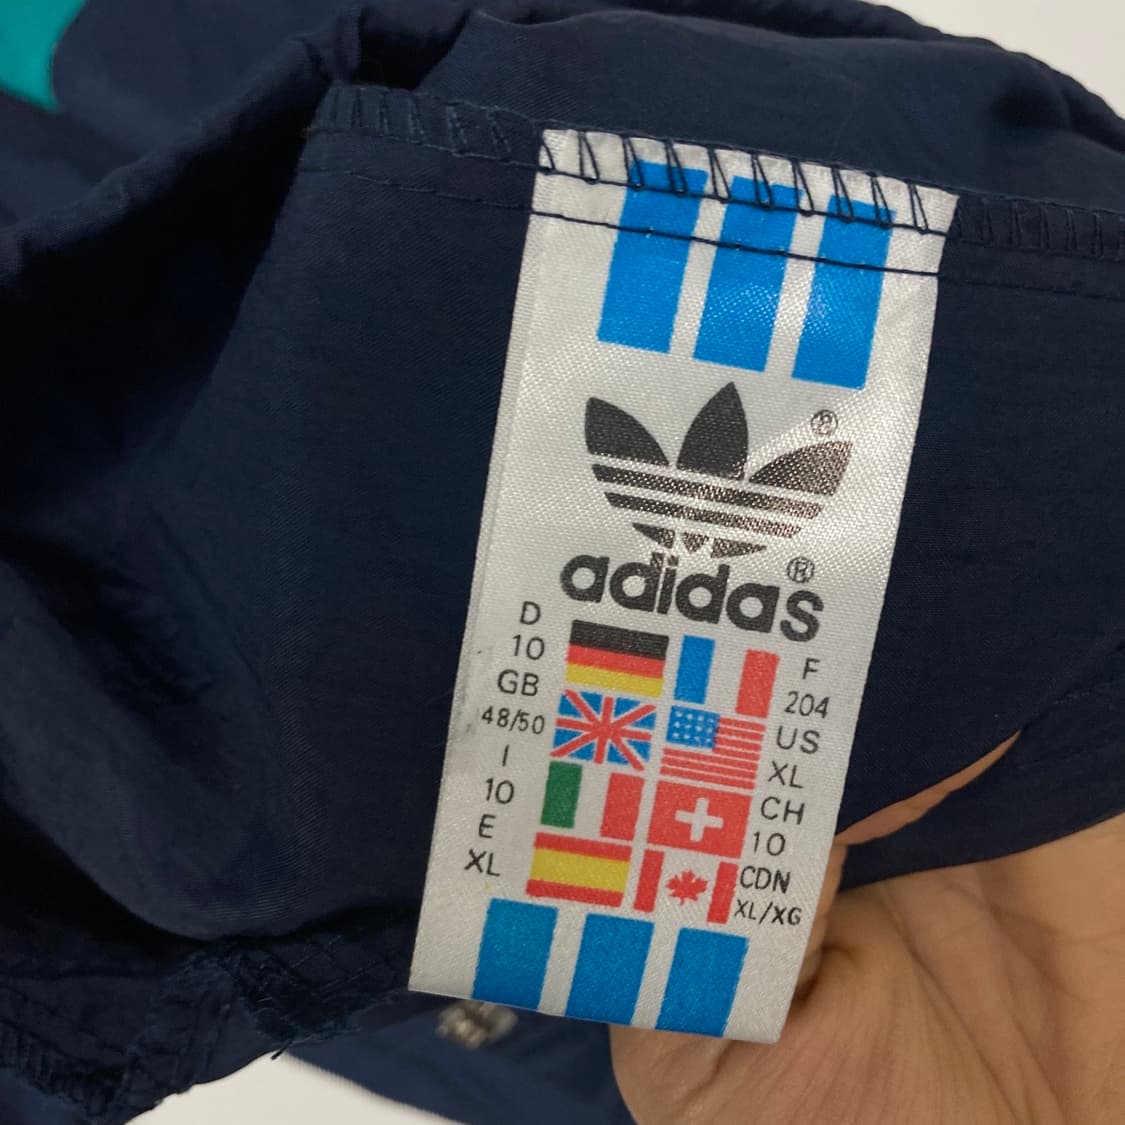 ®
adidas®
D
10
GB
48/50
I
10
E
XL
F
204
US
XL
CH
10
CDN
XL/XG